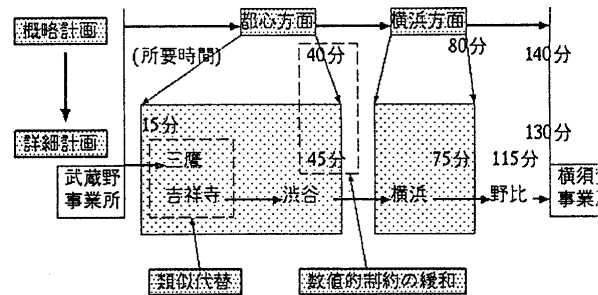 概略計画
都心方面
横浜方面
(所要時間)
40分
80分
140分
詳細計画
15分
45分
75分
115分
130分
三鷹
武蔵野
事業所
吉祥寺
渋谷
横浜
野比
横須
事業
類似代替
数値的制約の緩和